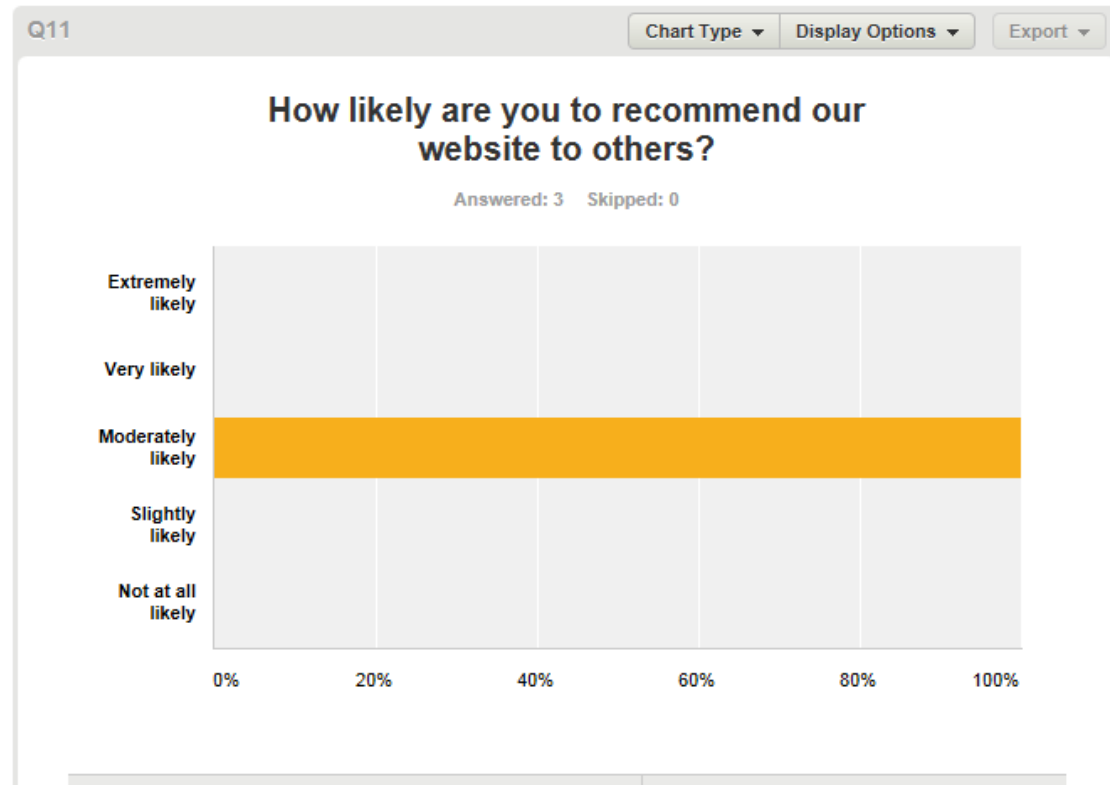 Q11
Chart Type
Display Options
Export
How likely are you to recommend our
website to others?
Answered: 3 Skipped: 0
Extremely
likely
Very likely
Moderately
likely
Slightly
likely
Not at all
likely
0% 20% 40% 60% 80% 100%